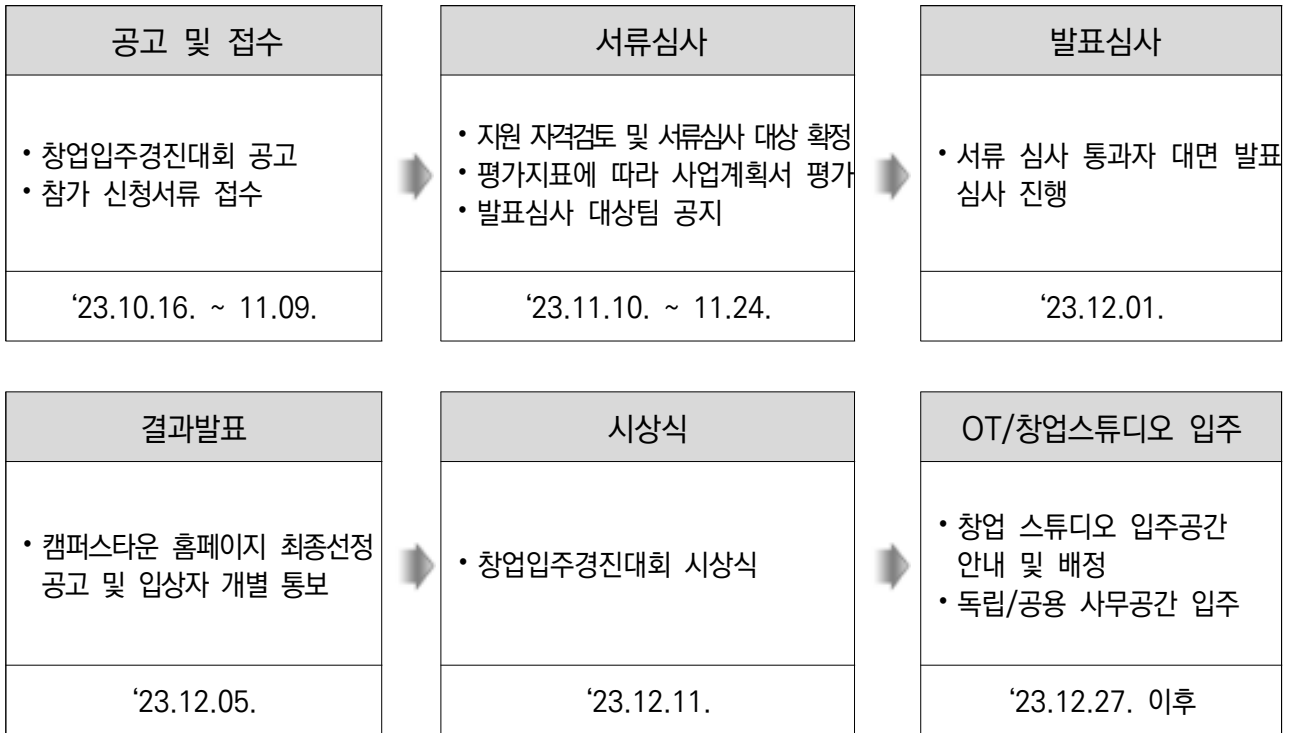 공고 및 접수
• 창업입주경진대회 공고
• 참가 신청서류 접수
‘23.10.16. ~ 11.09.
서류심사
• 지원 자격검토 및 서류심사 대상 확정
• 평가지표에 따라 사업계획서 평가
• 발표심사 대상팀 공지
‘23.11.10. ~ 11.24.
발표심사
• 서류 심사 통과자 대면 발표
심사 진행
‘23.12.01.
결과발표
• 캠퍼스타운 홈페이지 최종선정
공고 및 입상자 개별 통보
‘23.12.05.
시상식
• 창업입주경진대회 시상식
‘23.12.11.
OT/창업스튜디오 입주
• 창업 스튜디오 입주공간
안내 및 배정
• 독립/공용 사무공간 입주
‘23.12.27. 이후